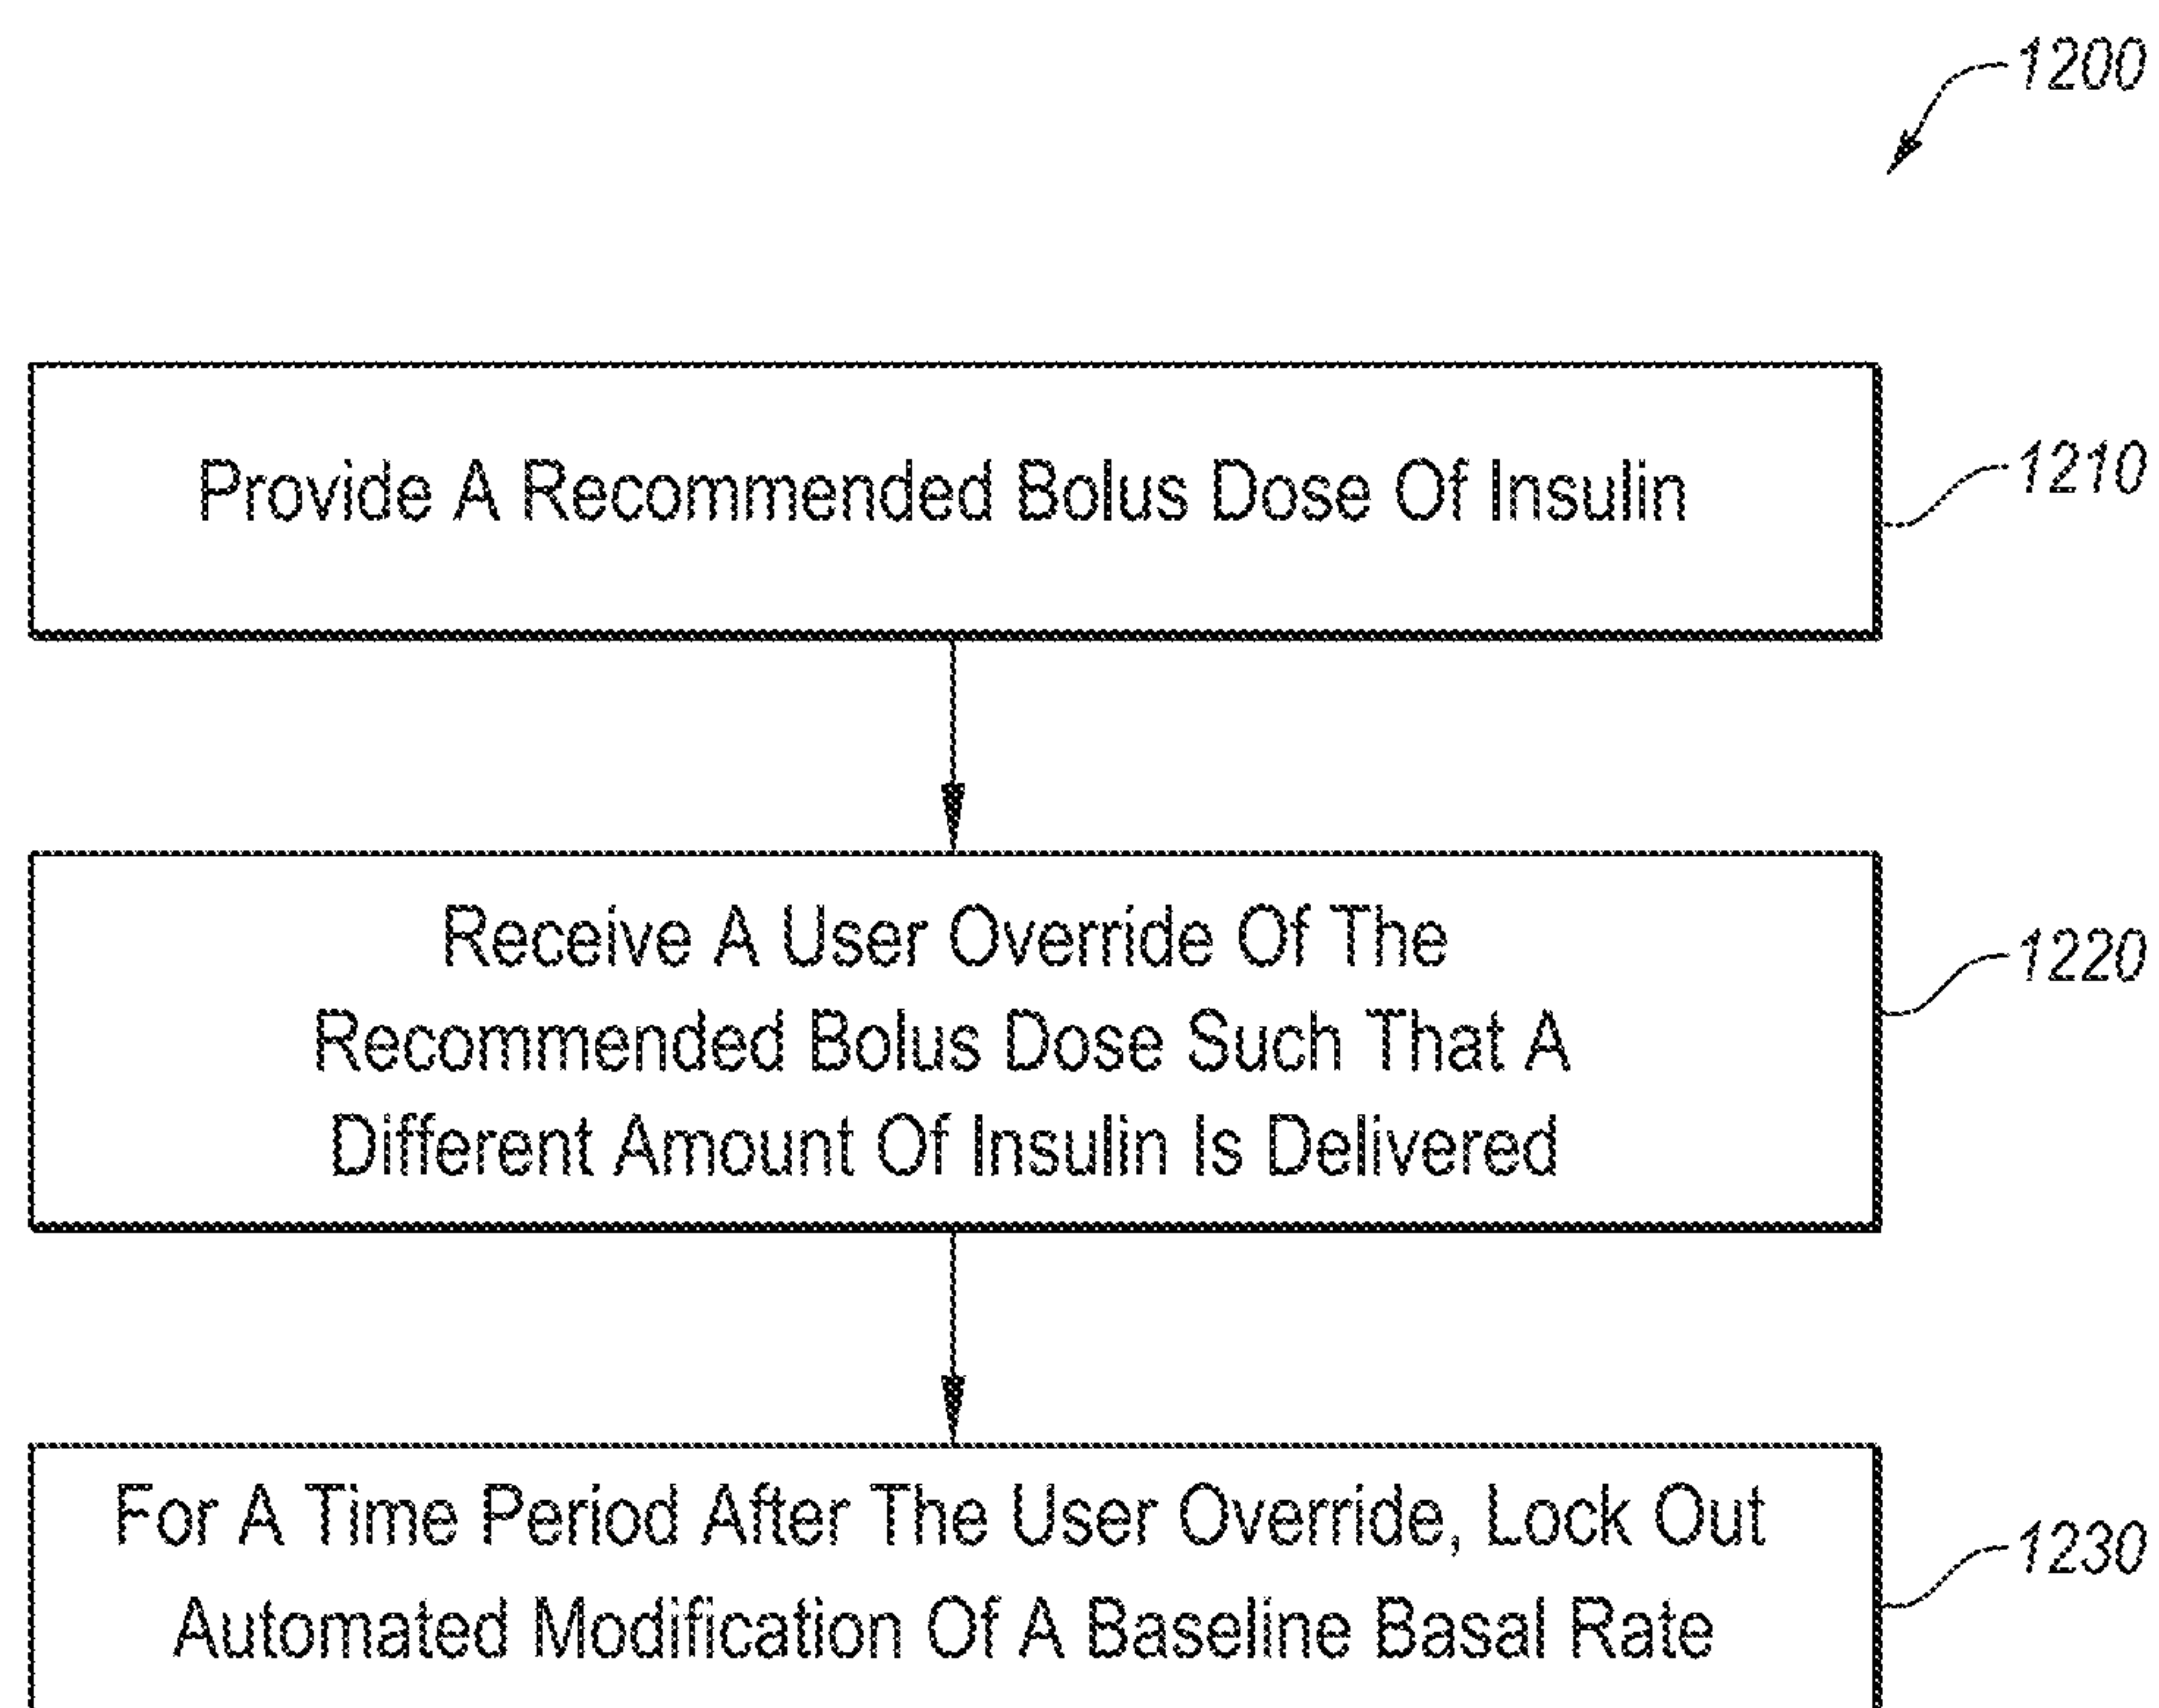 1200
Provide A Recommended Bolus Dose Of Insulin
1210
Receive A User Override Of The
Recommended Bolus Dose Such That A
Different Amount Of Insulin Is Delivered
1220
For A Time Period After The User Override, Lock Out
Automated Modification Of A Baseline Basal Rate
1230